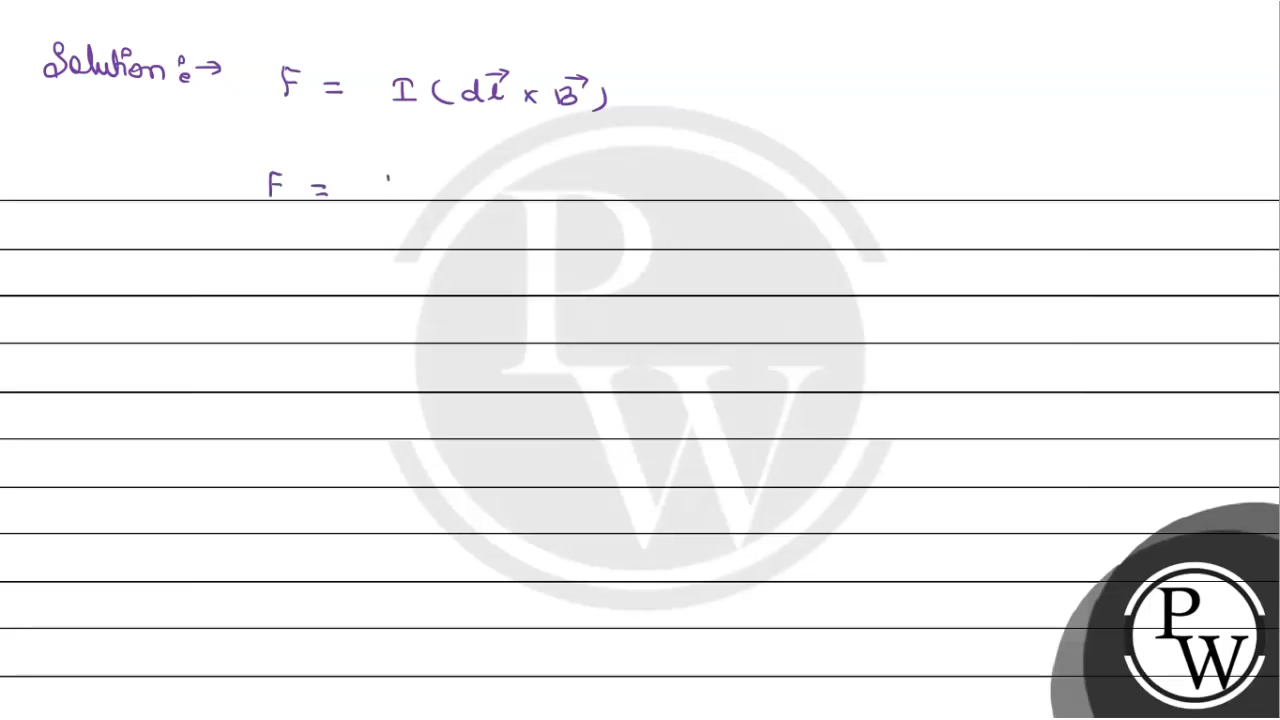 Solution :→ F = I ( dl⃗ × B⃗ )
F =
P
W
P
W